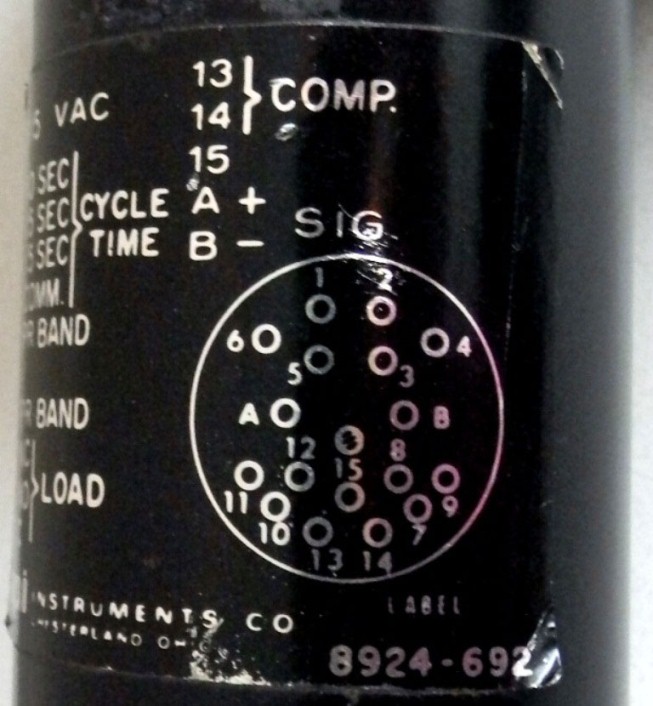 13
14 } COMP.
VAC
15
SEC
SEC
SEC
CYCLE TIME
A +
B -
SIG
1 2
6 4
5 3
A B
12 8
15
11 9
10 7
13 14
BAND
BAND
LOAD
INSTRUMENTS CO
LABEL
8924-692